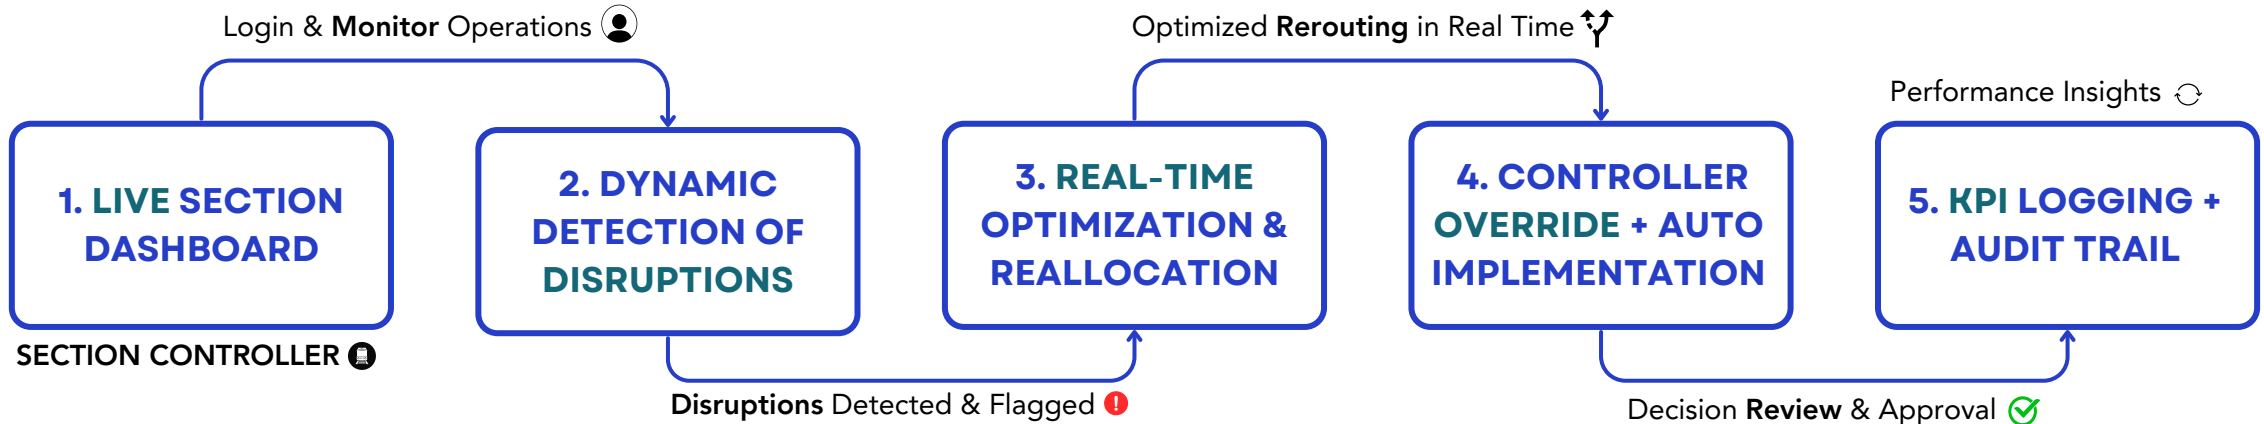 Login & Monitor Operations
1. LIVE SECTION
DASHBOARD
SECTION CONTROLLER
2. DYNAMIC
DETECTION OF
DISRUPTIONS
Disruptions Detected & Flagged
3. REAL-TIME
OPTIMIZATION &
REALLOCATION
Optimized Rerouting in Real Time
4. CONTROLLER
OVERRIDE + AUTO
IMPLEMENTATION
Decision Review & Approval
Performance Insights
5. KPI LOGGING +
AUDIT TRAIL